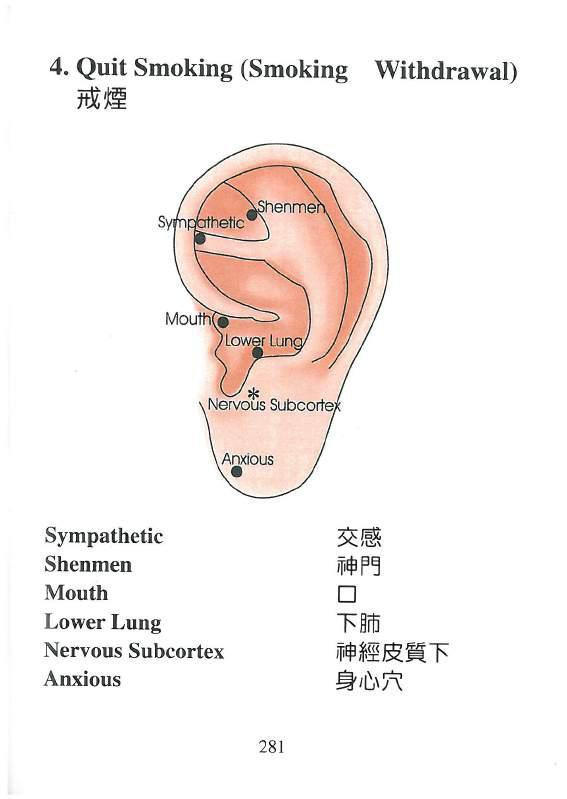 4. Quit Smoking (Smoking Withdrawal)
戒煙
Shenmen
Sympathetic
Mouth
Lower Lung
*
Nervous Subcortex
Anxious
Sympathetic 交感
Shenmen 神門
Mouth 口
Lower Lung 下肺
Nervous Subcortex 神經皮質下
Anxious 身心穴
281